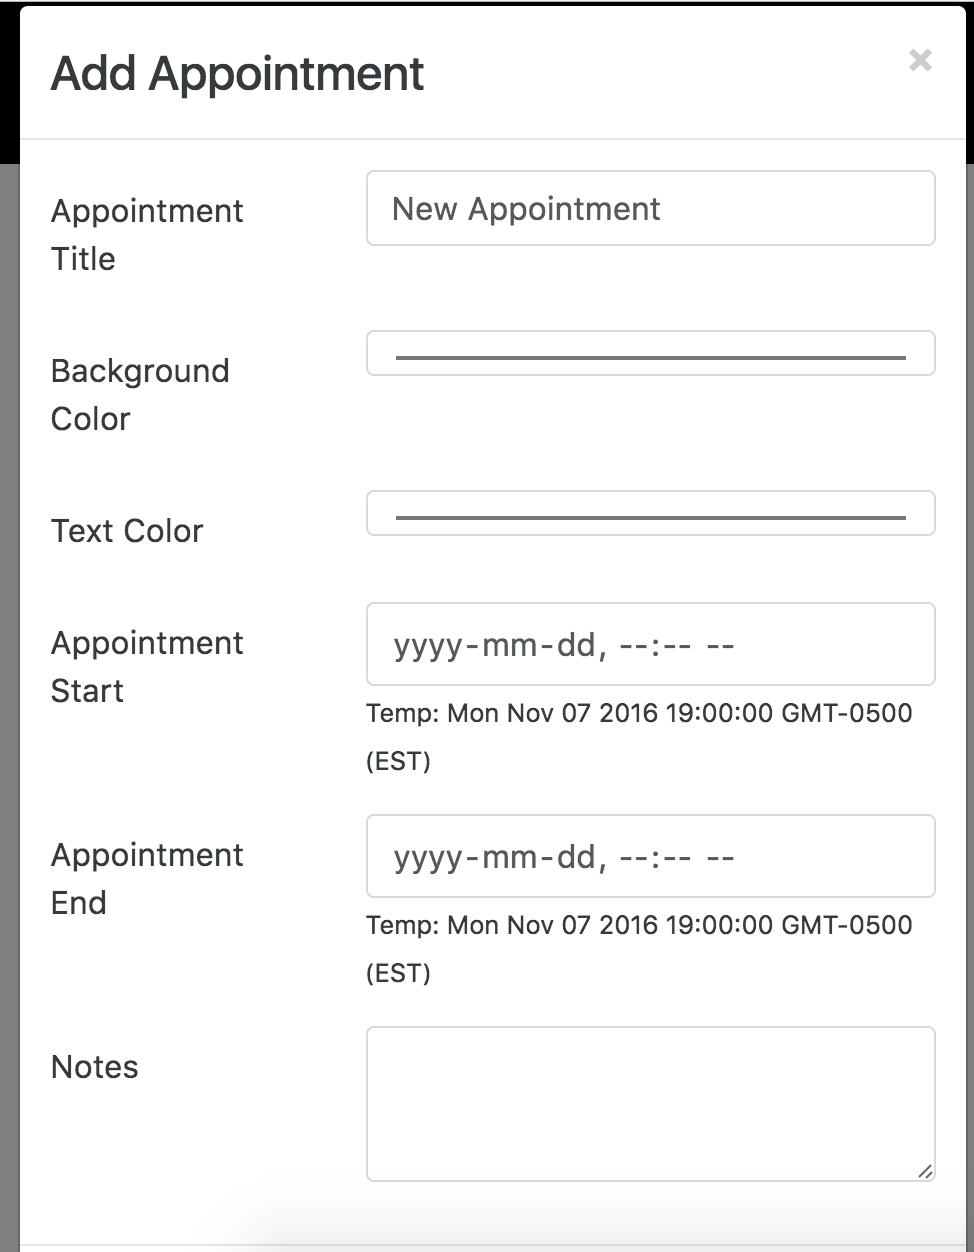 Add Appointment ×
Appointment
Title
New Appointment
Background
Color
Text Color
Appointment
Start
yyyy-mm-dd, --:-- --
Temp: Mon Nov 07 2016 19:00:00 GMT-0500
(EST)
Appointment
End
yyyy-mm-dd, --:-- --
Temp: Mon Nov 07 2016 19:00:00 GMT-0500
(EST)
Notes